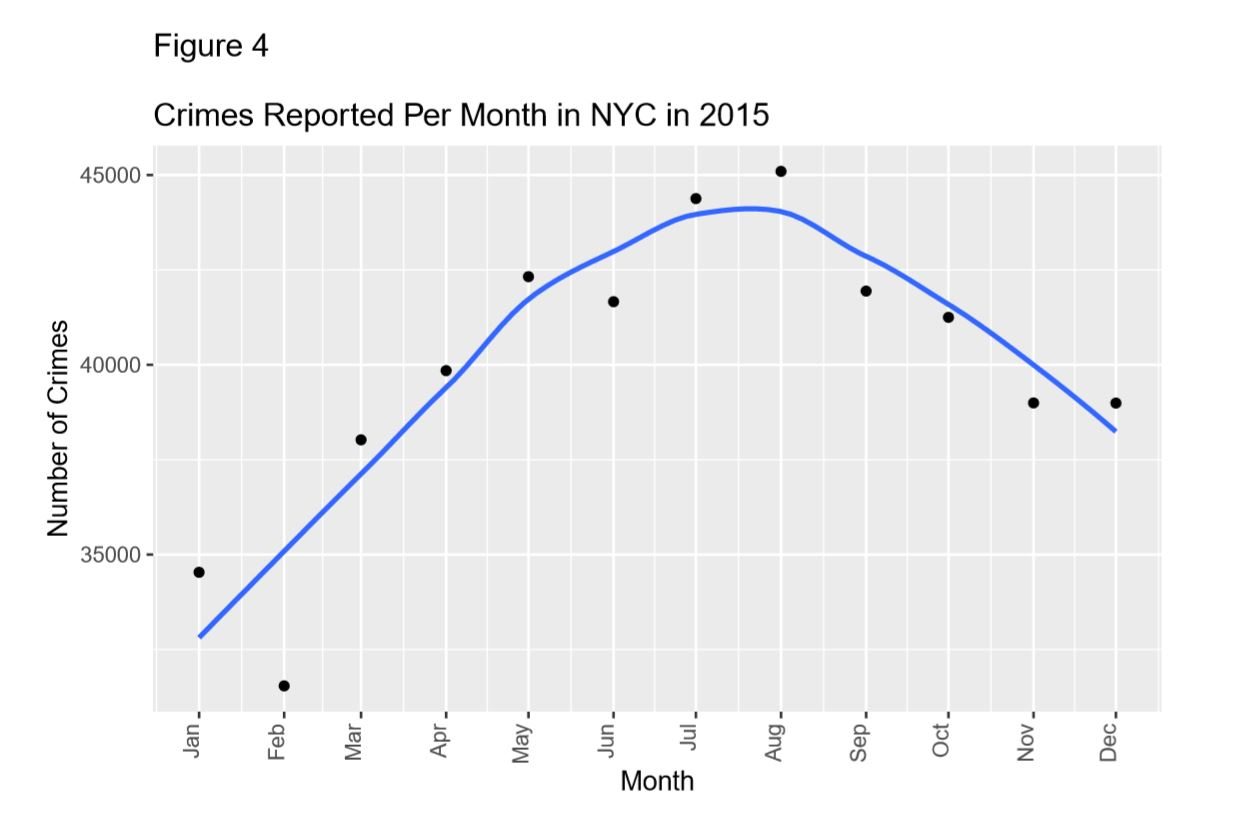 Figure 4
Crimes Reported Per Month in NYC in 2015
45000
40000
35000
Number of Crimes
Jan
Feb
Mar
Apr
May
Jun
Jul
Aug
Sep
Oct
Nov
Dec
Month